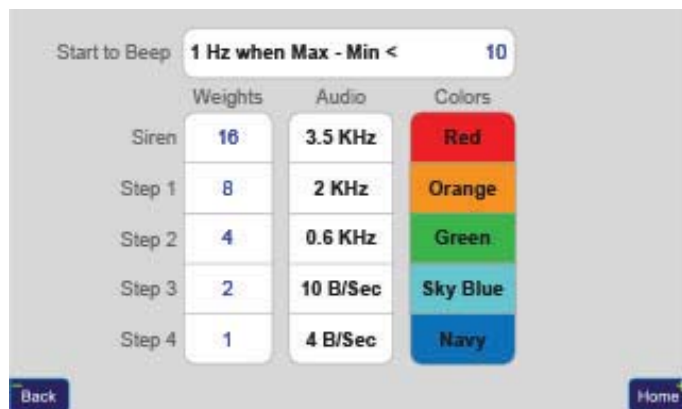 Start to Beep 1 Hz when Max - Min < 10
Weights Audio Colors
Siren 16 3.5 KHz Red
Step 1 8 2 KHz Orange
Step 2 4 0.6 KHz Green
Step 3 2 10 B/Sec Sky Blue
Step 4 1 4 B/Sec Navy
Back Home